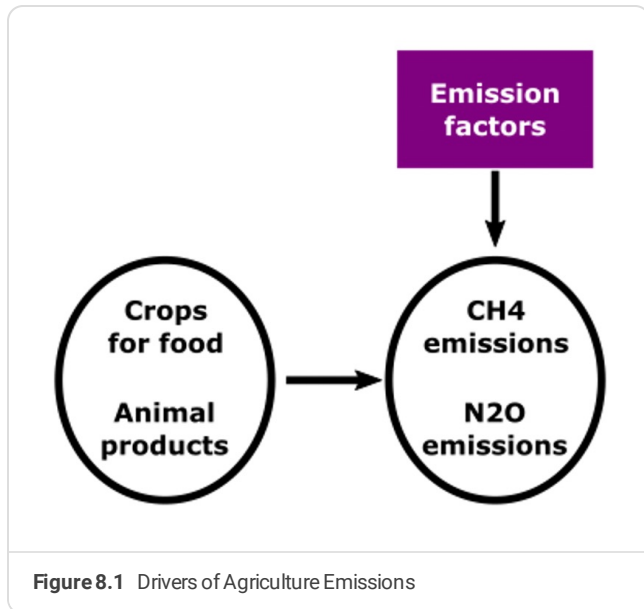 Emission
factors
Crops
for food
Animal
products
CH4
emissions
N2O
emissions
Figure 8.1 Drivers of Agriculture Emissions